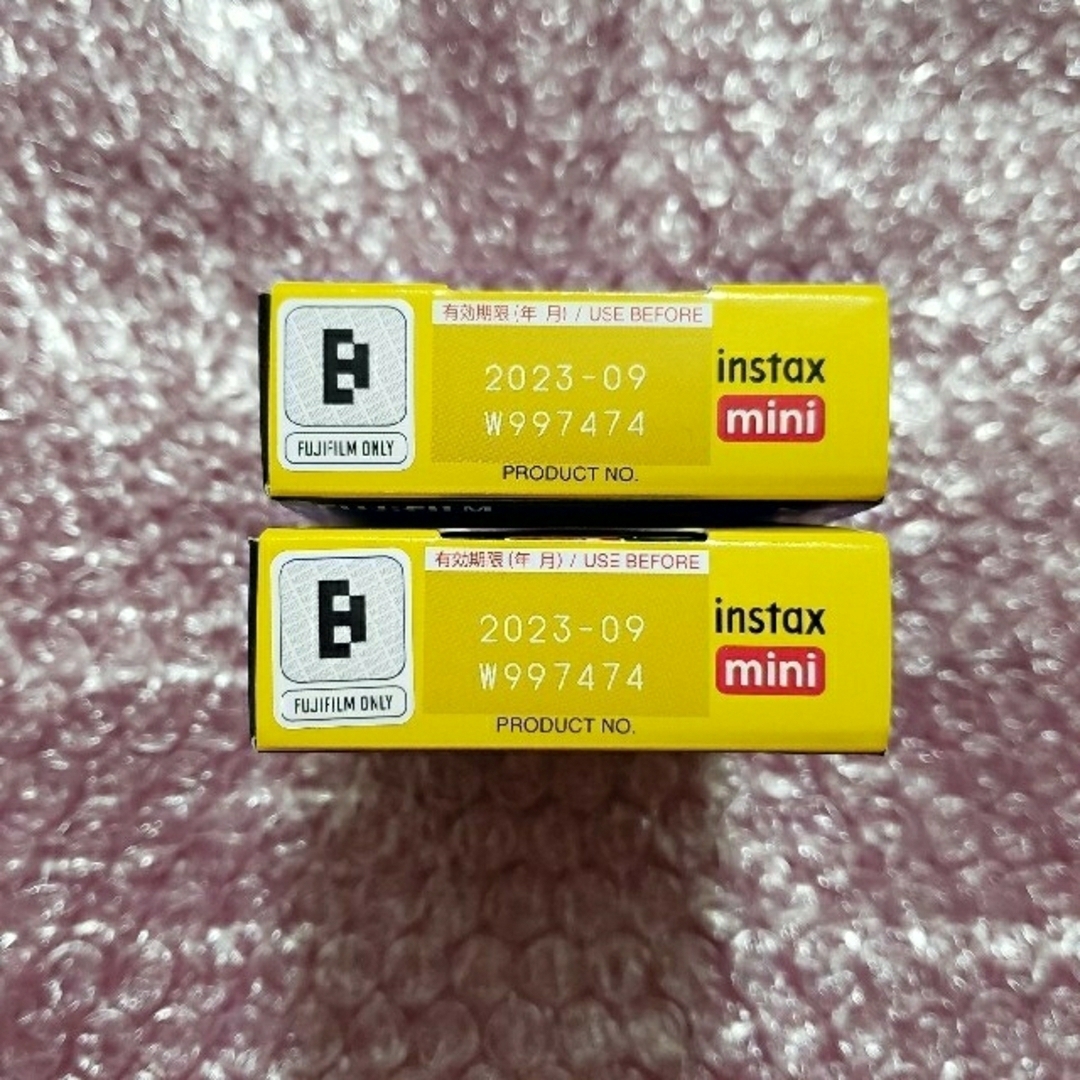 有効期限(年 月) / USE BEFORE
2023-09
W997474
PRODUCT NO.
instax
mini
FUJIFILM ONLY
有効期限(年 月) / USE BEFORE
2023-09
W997474
PRODUCT NO.
instax
mini
FUJIFILM ONLY